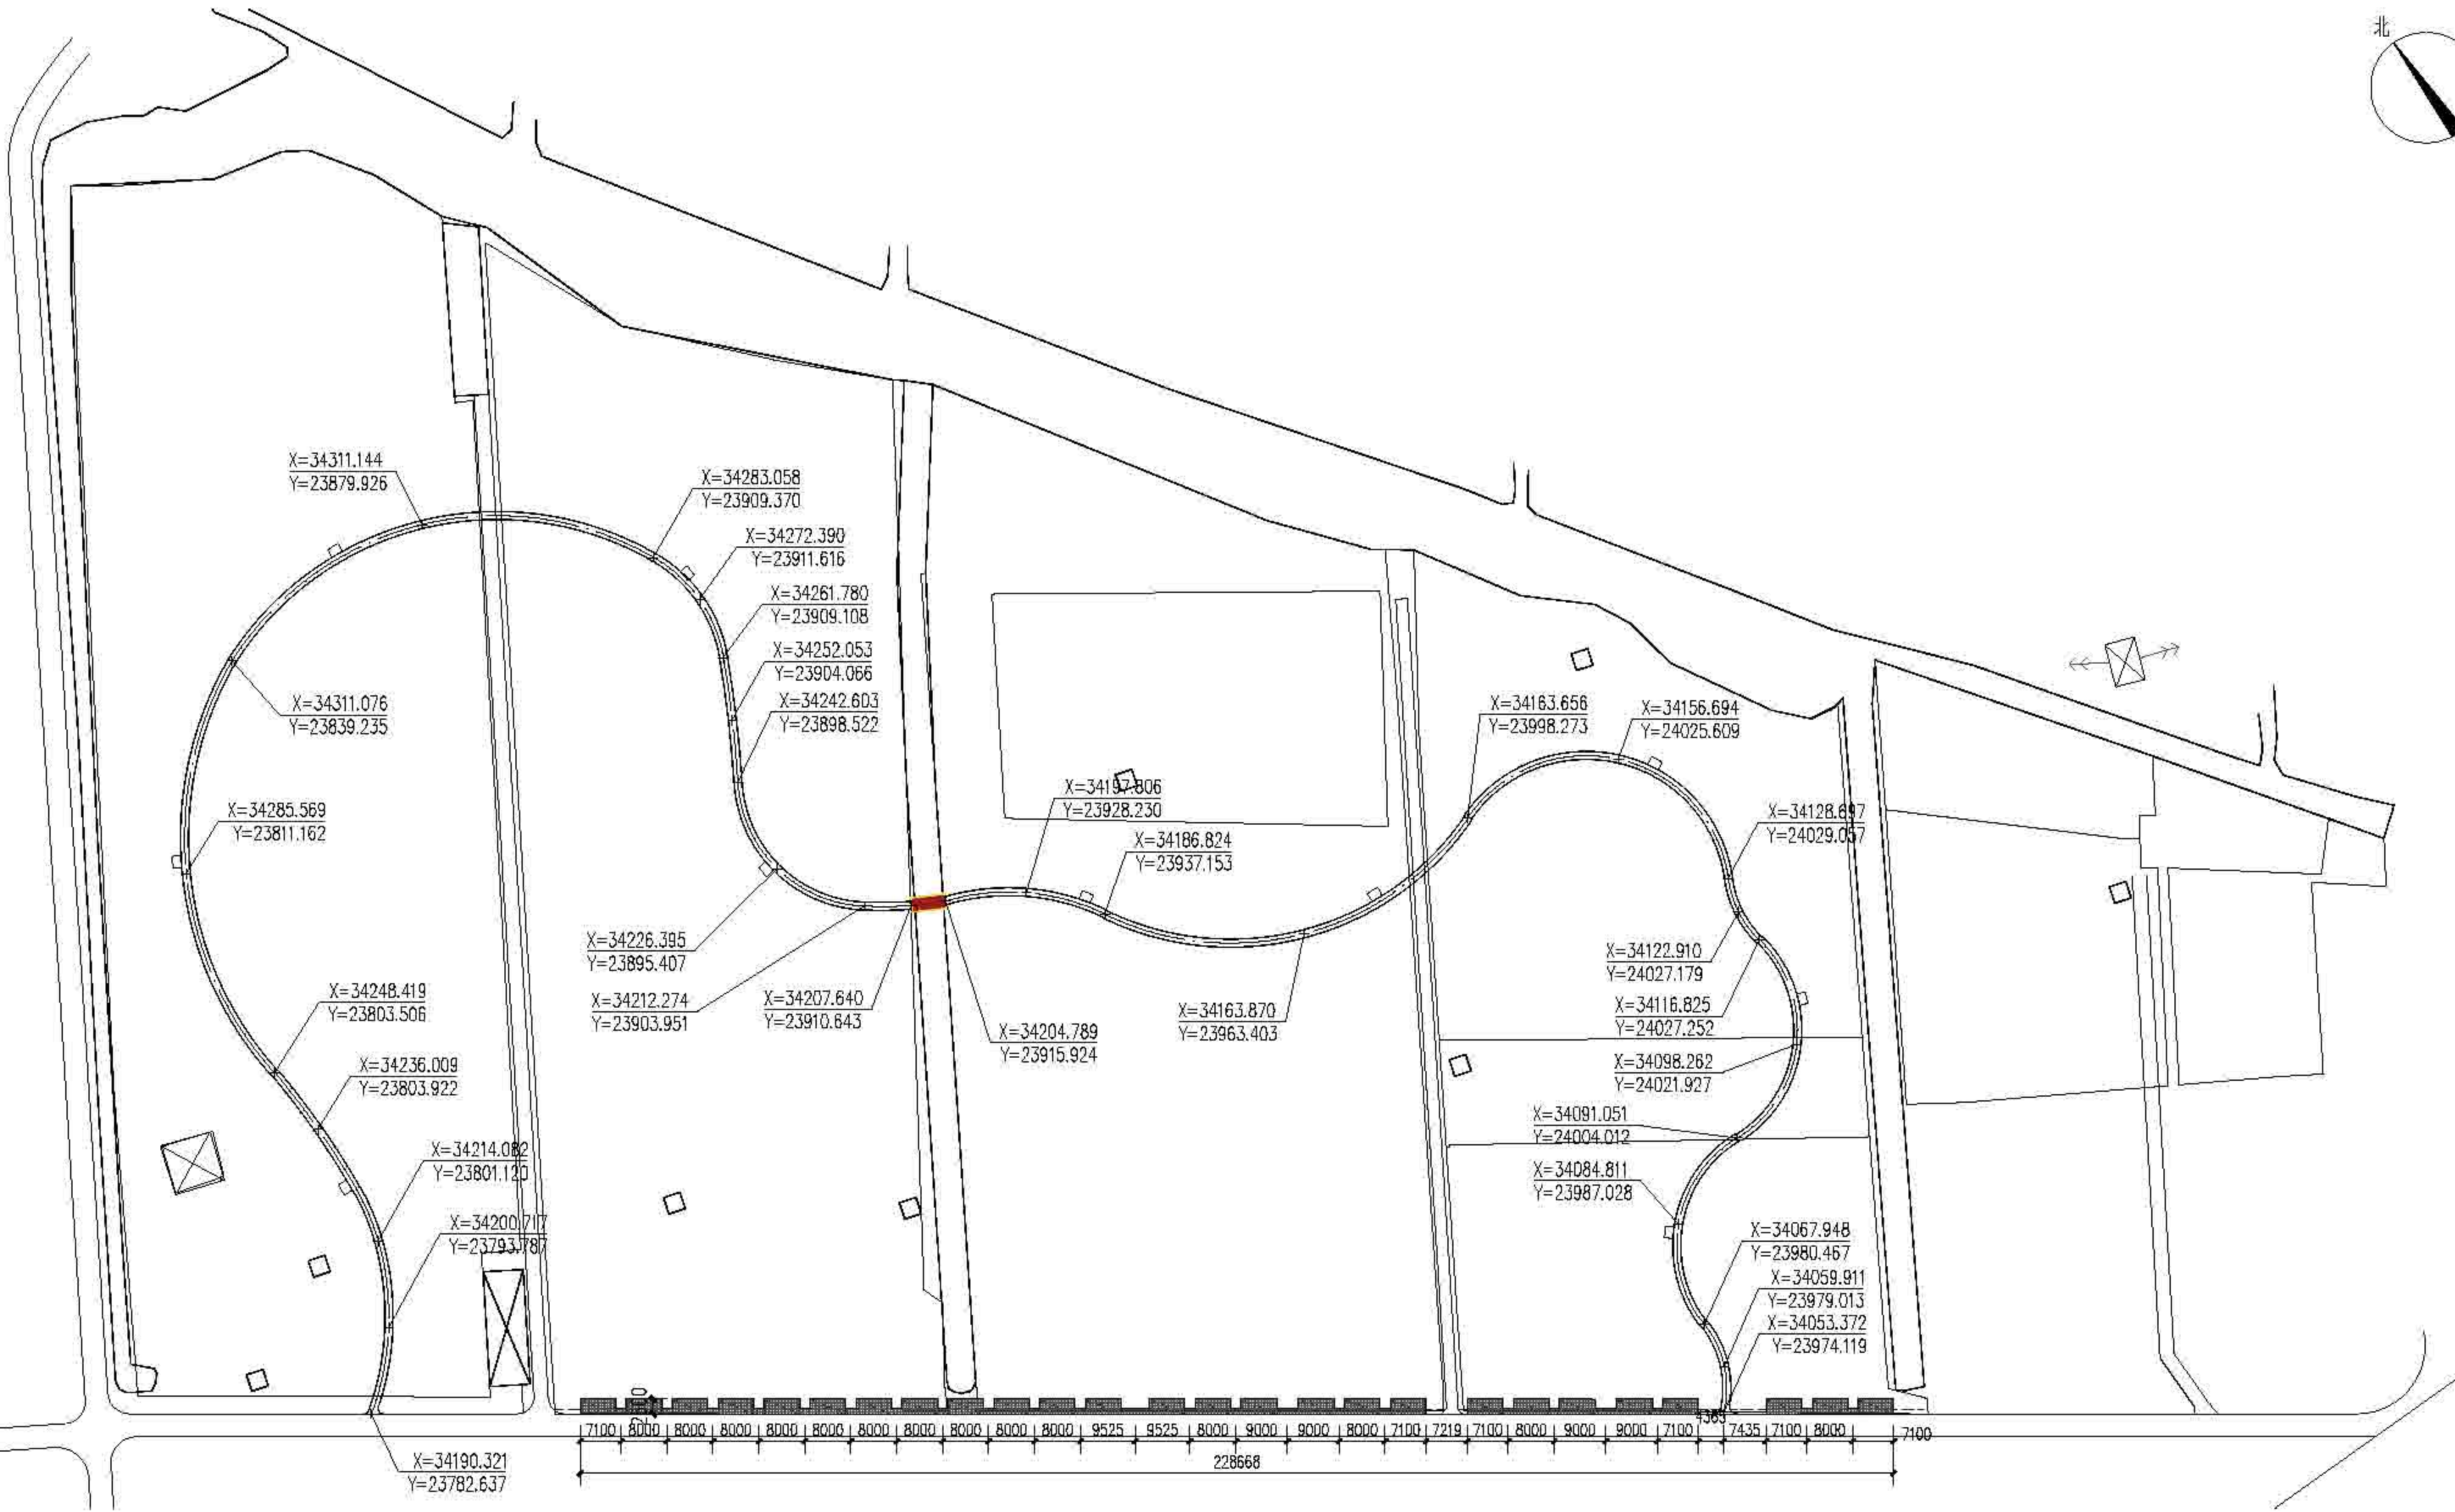 北
X=34311.144
Y=23879.926
X=34283.058
Y=23909.370
X=34272.390
Y=23911.616
X=34261.780
Y=23909.108
X=34252.053
Y=23904.066
X=34242.603
Y=23898.522
X=34311.076
Y=23839.235
X=34163.656
Y=23998.273
X=34156.694
Y=24025.609
X=34197.806
Y=23928.230
X=34285.569
Y=23811.162
X=34128.697
Y=24029.057
X=34186.824
Y=23937.153
X=34226.395
Y=23895.407
X=34122.910
Y=24027.179
X=34248.419
Y=23803.506
X=34212.274
Y=23903.951
X=34207.640
Y=23910.643
X=34204.789
Y=23915.924
X=34163.870
Y=23963.403
X=34116.825
Y=24027.252
X=34236.009
Y=23803.922
X=34098.262
Y=24021.927
X=34091.051
Y=24004.012
X=34214.082
Y=23801.120
X=34084.811
Y=23987.028
X=34200.717
Y=23793.787
X=34067.948
Y=23980.467
X=34059.911
Y=23979.013
X=34053.372
Y=23974.119
4365
7100 8000 8000 8000 8000 8000 8000 8000 8000 8000 8000 9525 9525 8000 9000 9000 8000 7100 7219 7100 8000 9000 9000 7100 7435 7100 8000 7100
228668
X=34190.321
Y=23782.637